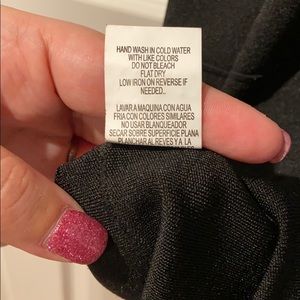 HAND WASH IN COLD WATER
WITH LIKE COLORS
DO NOT BLEACH
FLAT DRY
LOW IRON ON REVERSE IF
NEEDED..
LAVAR A MAQUINA CON AGUA
FRIA CON COLORES SIMILARES
NO USAR BLANQUEADOR
SECAR SOBRE SUPERFICIE PLANA
PLANCHAR AL REVES Y A LA